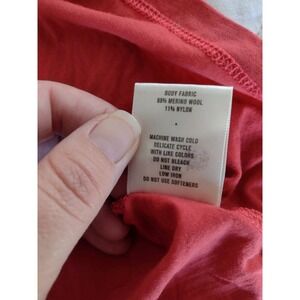 BODY FABRIC
89% MERINO WOOL
11% NYLON
MACHINE WASH COLD
DELICATE CYCLE
WITH LIKE COLORS
DO NOT BLEACH
LINE DRY
LOW IRON
DO NOT USE SOFTENERS